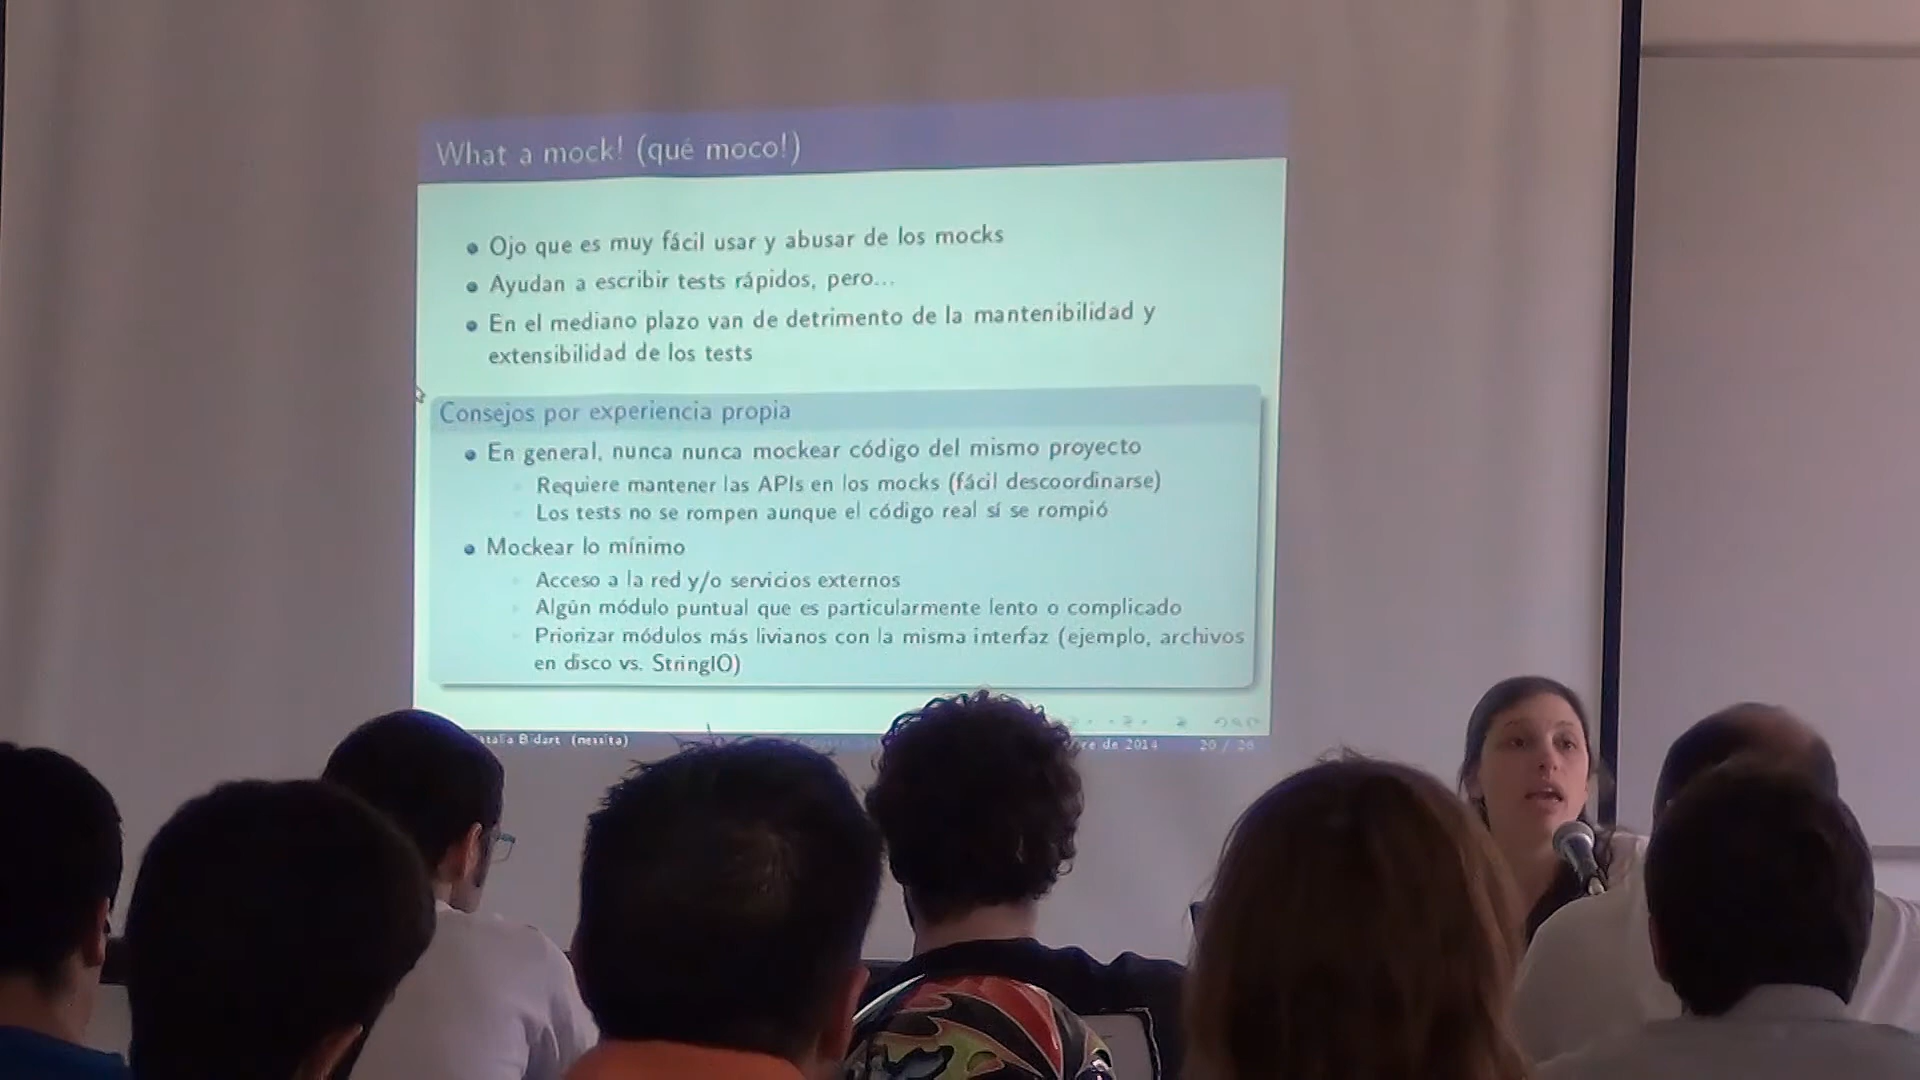 What a mock! (qué moco!)
Ojo que es muy fácil usar y abusar de los mocks
Ayudan a escribir tests rápidos, pero...
En el mediano plazo van de detrimento de la mantenibilidad y
extensibilidad de los tests
Consejos por experiencia propia
En general, nunca nunca mockear código del mismo proyecto
Requiere mantener las APIs en los mocks (fácil descoordinarse)
Los tests no se rompen aunque el código real sí se rompió
Mockear lo mínimo
Acceso a la red y/o servicios externos
Algún módulo puntual que es particularmente lento o complicado
Priorizar módulos más livianos con la misma interfaz (ejemplo, archivos
en disco vs. StringIO)
Bidart (nessita) de 2014